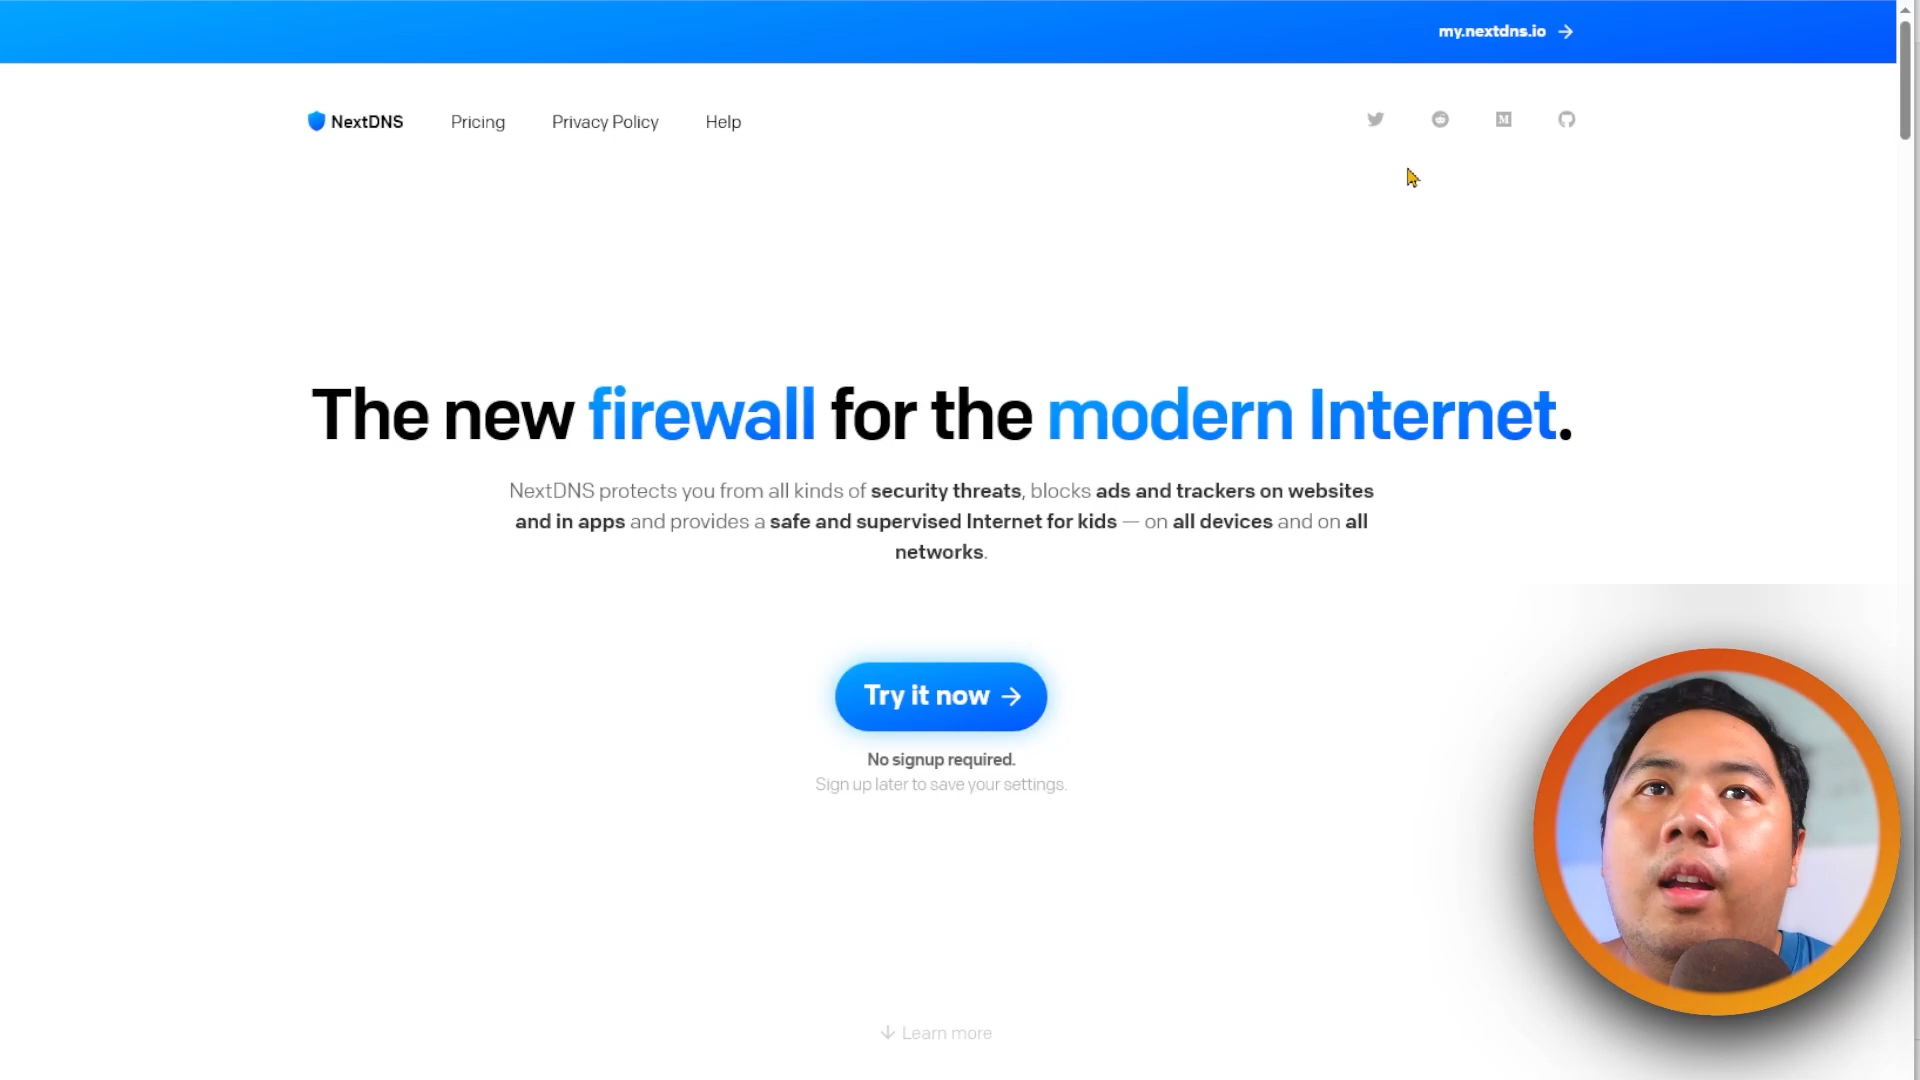 my.nextdns.io →
NextDNS Pricing Privacy Policy Help
The new firewall for the modern Internet.
NextDNS protects you from all kinds of security threats, blocks ads and trackers on websites
and in apps and provides a safe and supervised Internet for kids — on all devices and on all
networks.
Try it now →
No signup required.
Sign up later to save your settings.
↓ Learn more